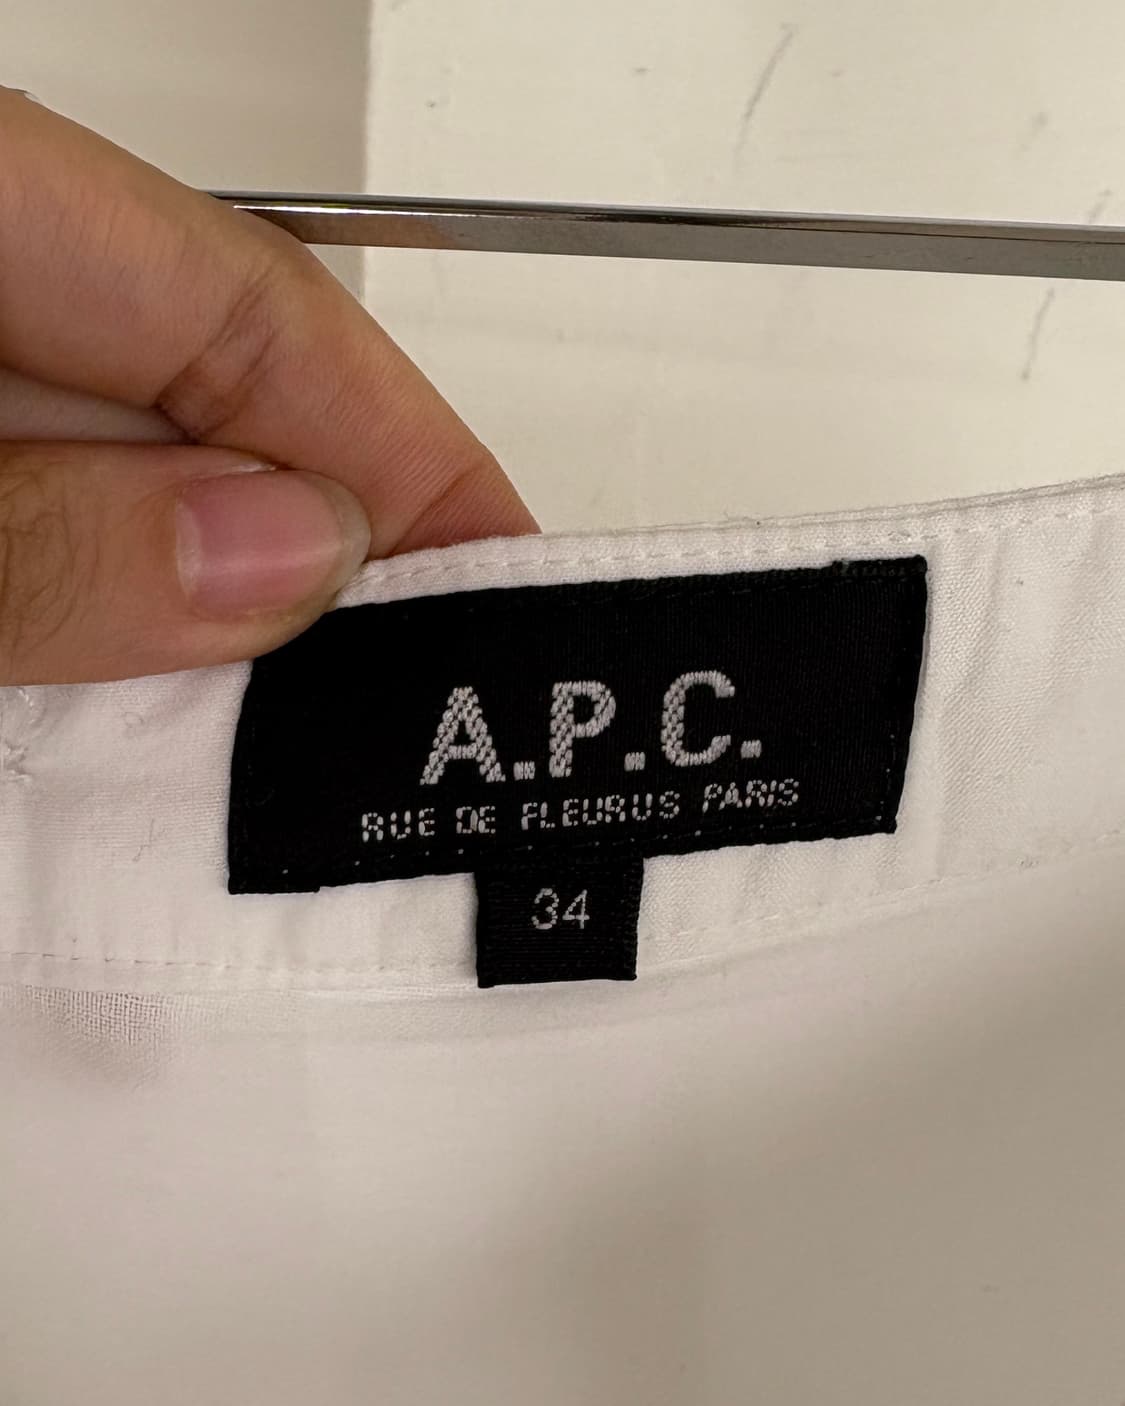 A.P.C.
RUE DE FLEURUS PARIS
34